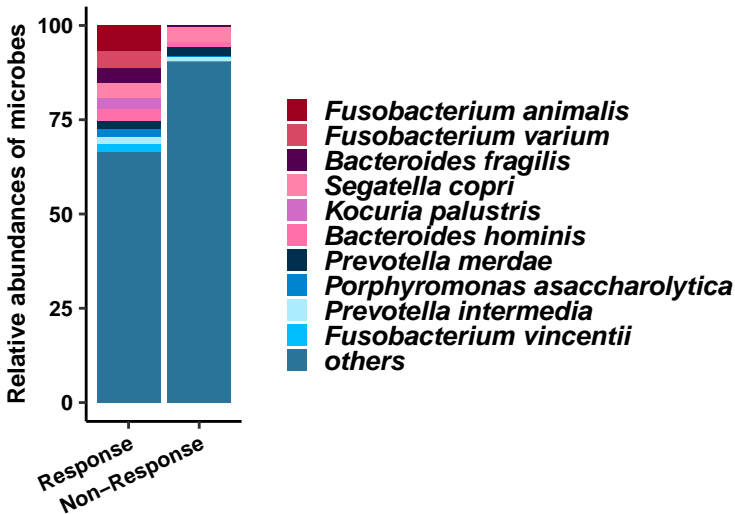 Relative abundances of microbes
100
75
50
25
0
Response
Non–Response
Fusobacterium animalis
Fusobacterium varium
Bacteroides fragilis
Segatella copri
Kocuria palustris
Bacteroides hominis
Prevotella merdae
Porphyromonas asaccharolytica
Prevotella intermedia
Fusobacterium vincentii
others